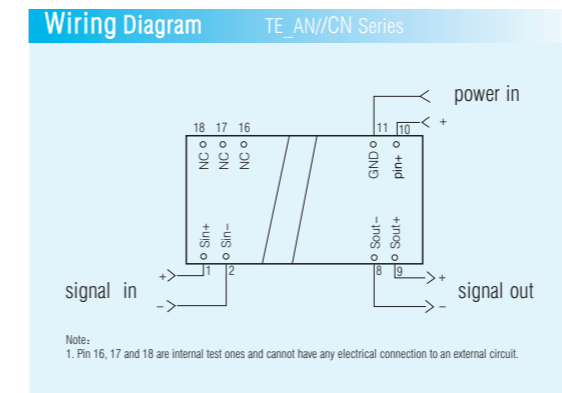 Wiring Diagram TE_AN//CN Series
power in
18 17 16 11 10 +
NC NC NC GND pin+
Sin+ Sin− Sout− Sout+
+ 1 2 8 9 +
signal in signal out
− −
Note:
1. Pin 16, 17 and 18 are internal test ones and cannot have any electrical connection to an external circuit.